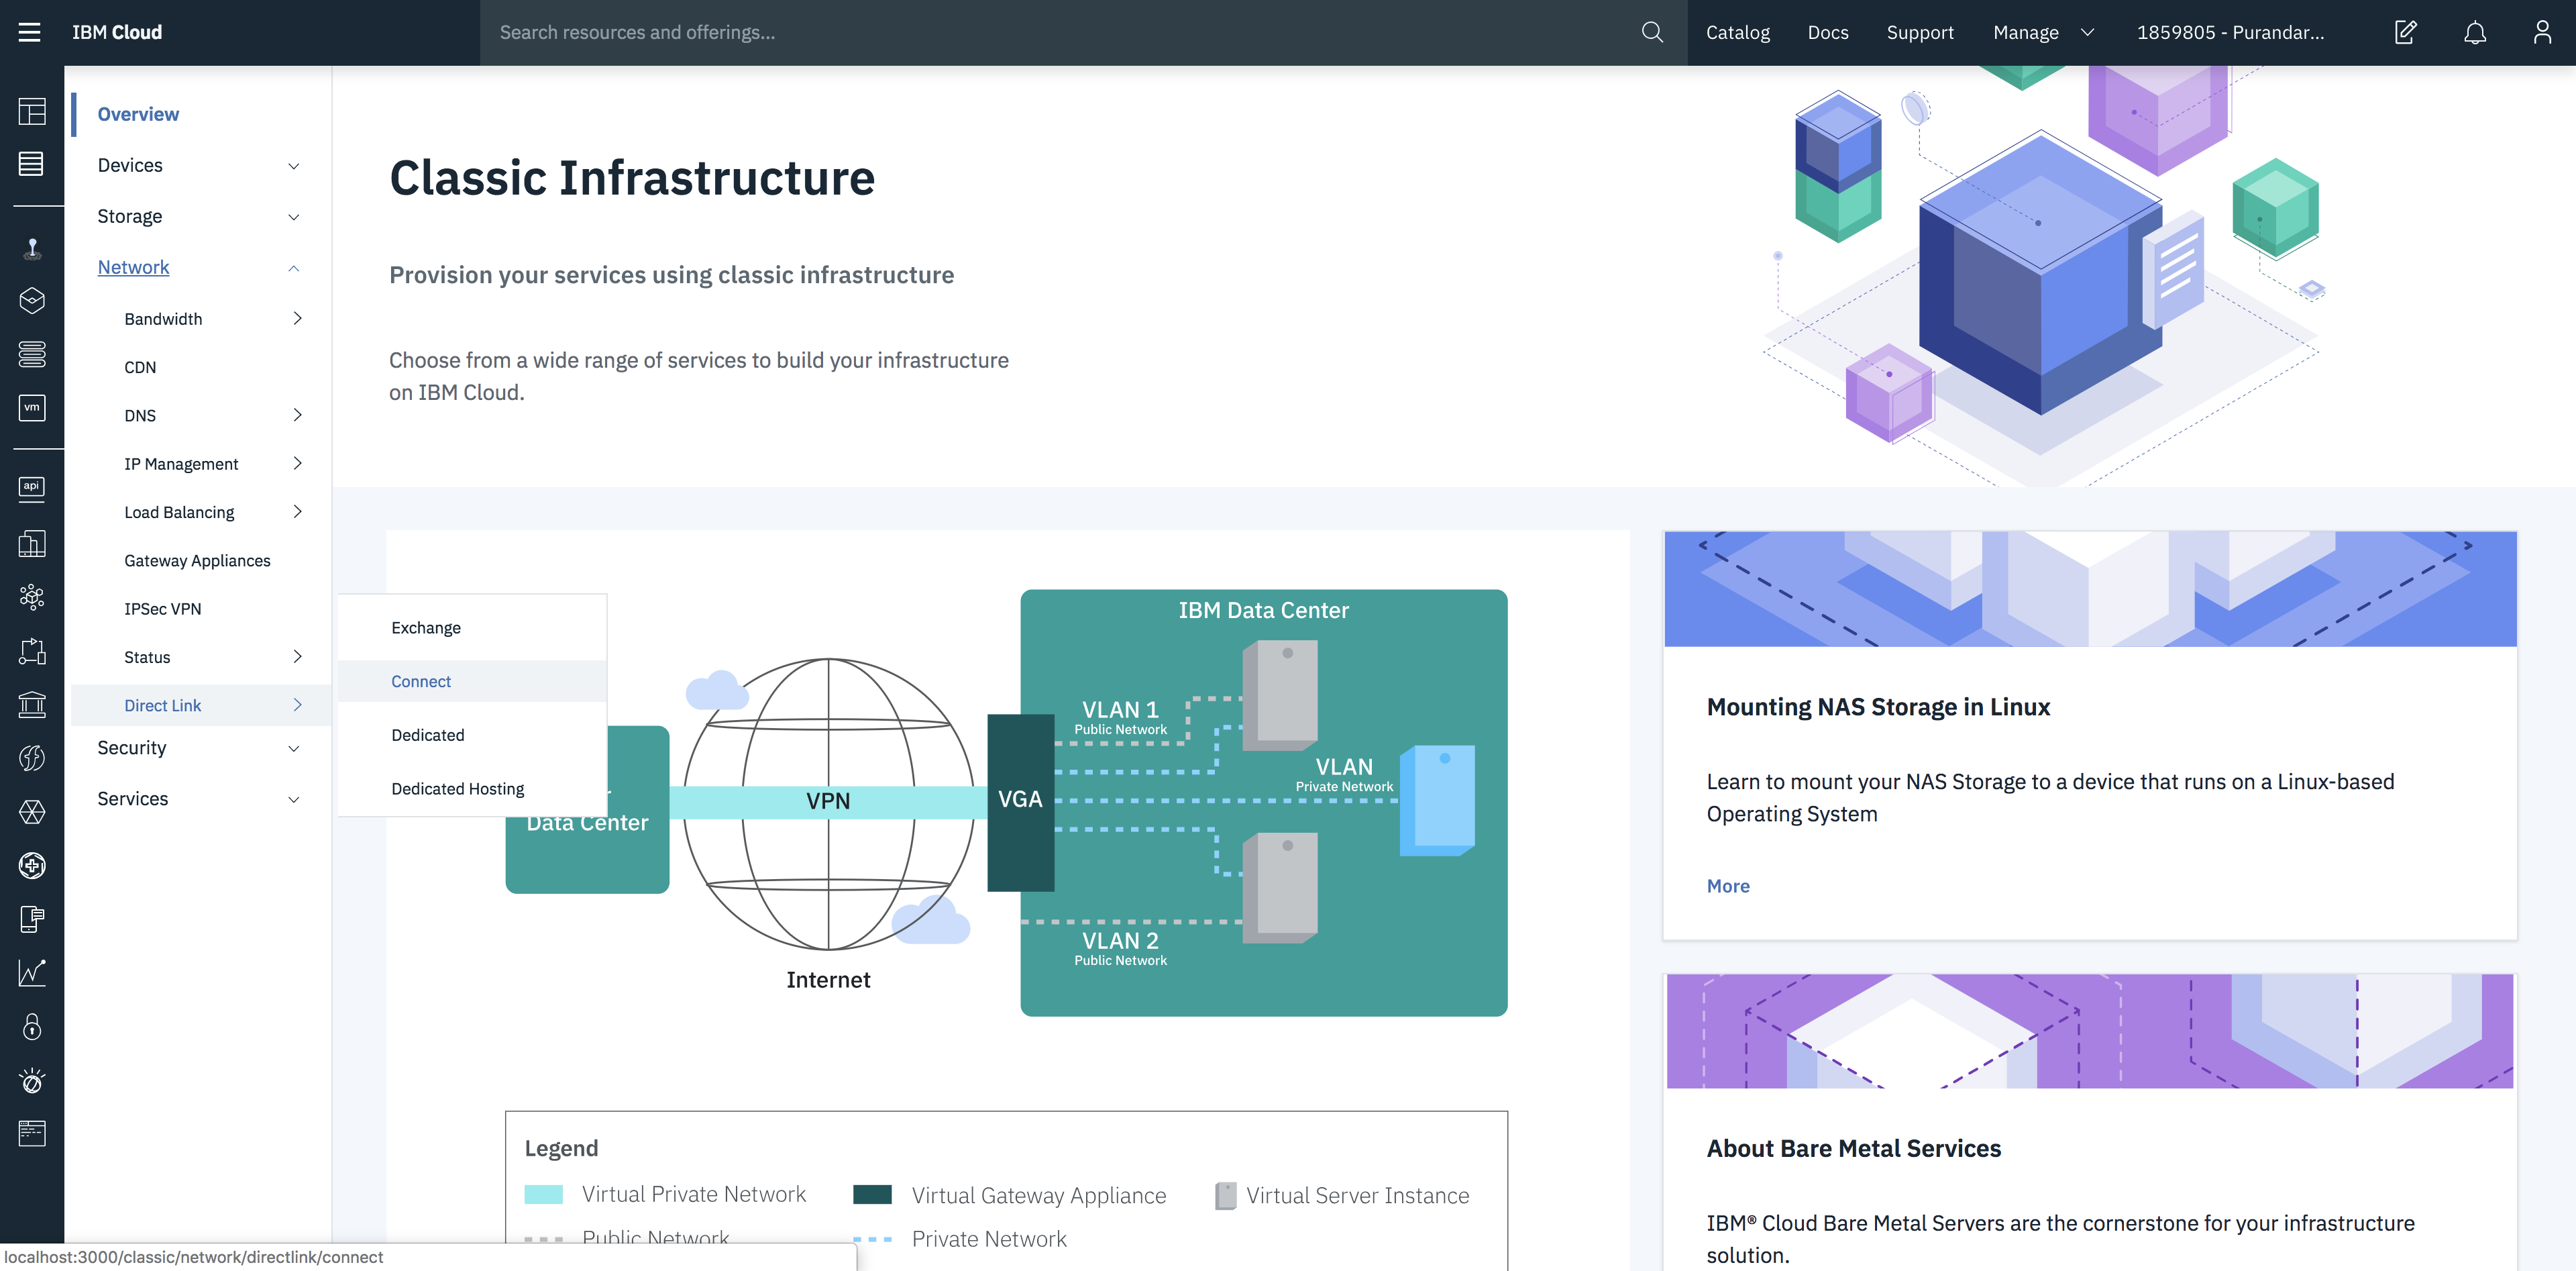 IBM Cloud
Search resources and offerings...
Catalog
Docs
Support
Manage
1859805 - Purandar...
vm
api
Overview
Devices
Storage
Network
Bandwidth
CDN
DNS
IP Management
Load Balancing
Gateway Appliances
IPSec VPN
Status
Direct Link
Security
Services
Exchange
Connect
Dedicated
Dedicated Hosting
Classic Infrastructure
Provision your services using classic infrastructure
Choose from a wide range of services to build your infrastructure
on IBM Cloud.
Data Center
VPN
Internet
VGA
IBM Data Center
VLAN 1
Public Network
VLAN
Private Network
VLAN 2
Public Network
Legend
Virtual Private Network
Virtual Gateway Appliance
Virtual Server Instance
Public Network
Private Network
Mounting NAS Storage in Linux
Learn to mount your NAS Storage to a device that runs on a Linux-based
Operating System
More
About Bare Metal Services
IBM® Cloud Bare Metal Servers are the cornerstone for your infrastructure
solution.
localhost:3000/classic/network/directlink/connect